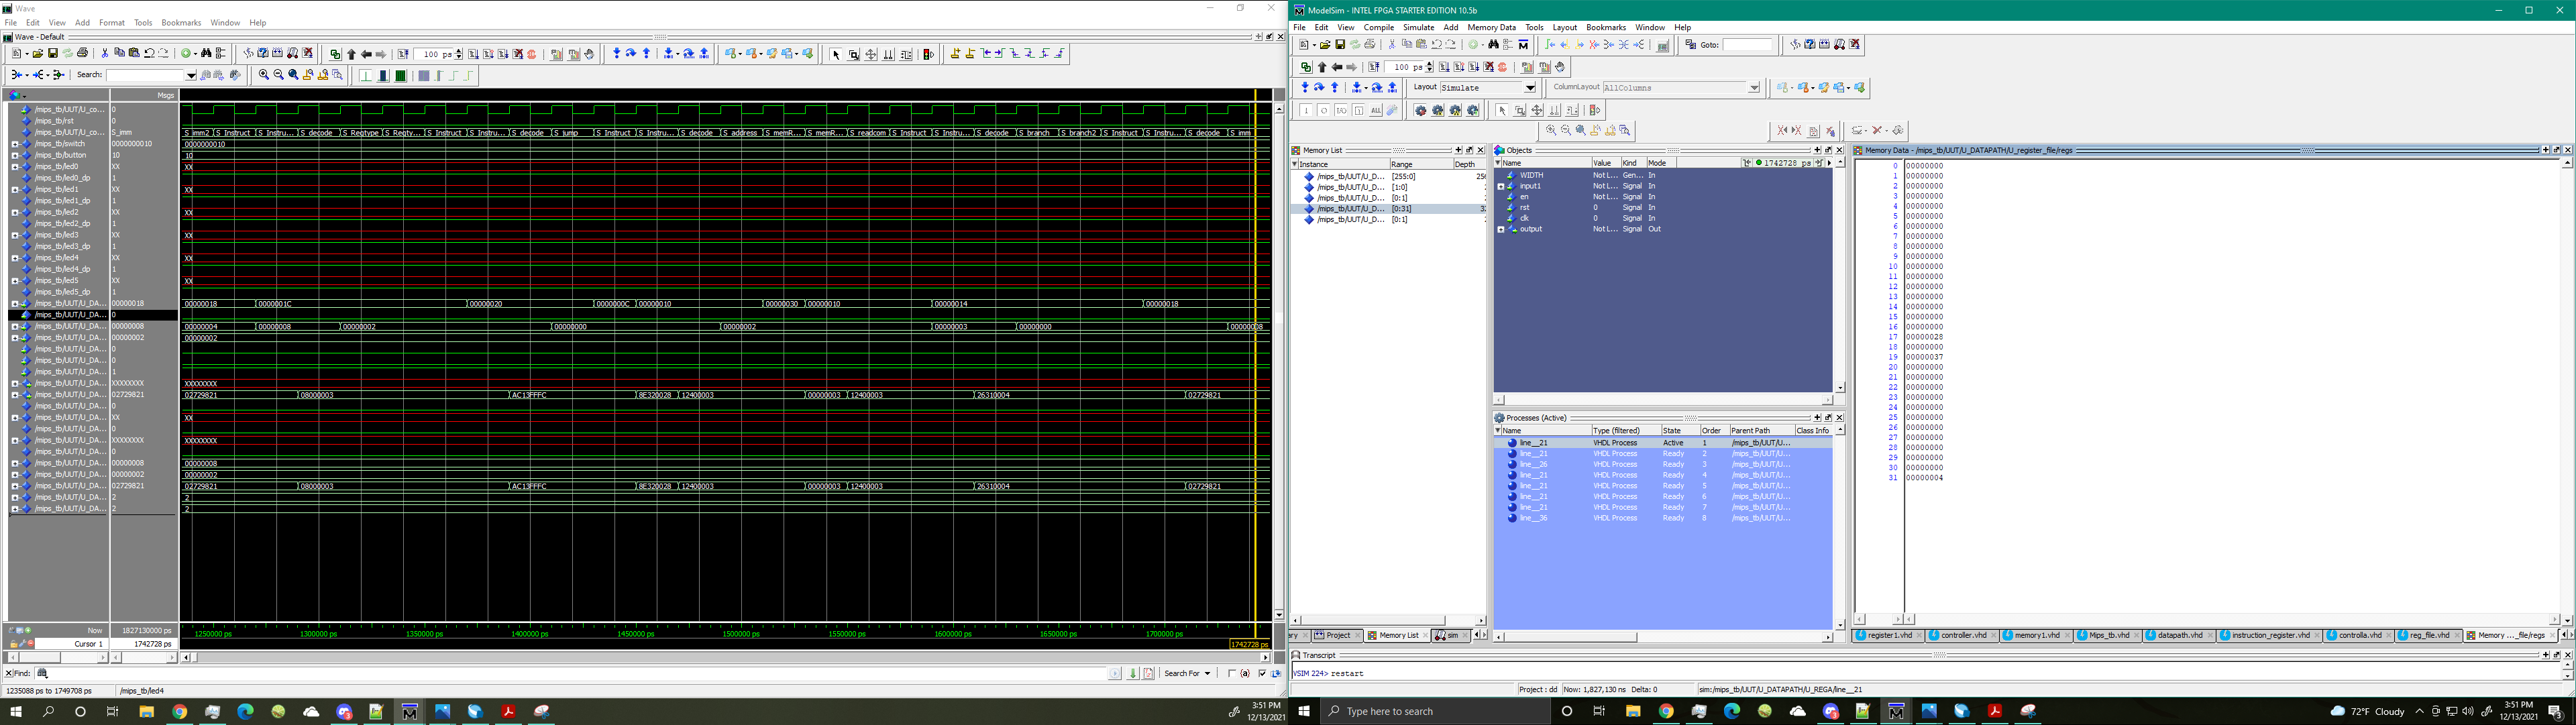 Wave
File Edit View Add Format Tools Bookmarks Window Help
Wave - Default
100 ps
Search:
Msgs
/mips_tb/UUT/U_co... 0
/mips_tb/rst 0
/mips_tb/UUT/U_co... S_imm
/mips_tb/switch 0000000010
/mips_tb/button 10
/mips_tb/led0 XX
/mips_tb/led0_dp 1
/mips_tb/led1 XX
/mips_tb/led1_dp 1
/mips_tb/led2 XX
/mips_tb/led2_dp 1
/mips_tb/led3 XX
/mips_tb/led3_dp 1
/mips_tb/led4 XX
/mips_tb/led4_dp 1
/mips_tb/led5 XX
/mips_tb/led5_dp 1
/mips_tb/UUT/U_DA... 00000018
/mips_tb/UUT/U_DA... 0
/mips_tb/UUT/U_DA... 00000008
/mips_tb/UUT/U_DA... 00000002
/mips_tb/UUT/U_DA... 0
/mips_tb/UUT/U_DA... 0
/mips_tb/UUT/U_DA... 1
/mips_tb/UUT/U_DA... XXXXXXXX
/mips_tb/UUT/U_DA... 02729821
/mips_tb/UUT/U_DA... 0
/mips_tb/UUT/U_DA... XX
/mips_tb/UUT/U_DA... 0
/mips_tb/UUT/U_DA... XXXXXXXX
/mips_tb/UUT/U_DA... 0
/mips_tb/UUT/U_DA... 00000008
/mips_tb/UUT/U_DA... 00000002
/mips_tb/UUT/U_DA... 02729821
/mips_tb/UUT/U_DA... 2
/mips_tb/UUT/U_DA... 2
S_imm2 S_Instruct S_Instru... S_decode S_Regtype S_Regty... S_Instruct S_Instru... S_decode S_jump S_Instruct S_Instru... S_decode S_address S_memR... S_memR... S_readcom S_Instru... S_Instruct S_decode S_branch S_branch2 S_Instruct S_Instru... S_decode S_imm
0000000010
10
XX
XX
XX
XX
XX
XX
00000018 0000001C 00000020 0000000C 00000010 00000030 00000010 00000014 00000018
00000004 00000008 00000002 00000000 00000002 00000003 00000000 00000008
00000002
XXXXXXXX
02729821 08000003 AC13FFFC 8E320028 12400003 00000003 12400003 26310004 02729821
XX
XXXXXXXX
00000008
00000002
02729821 08000003 AC13FFFC 8E320028 12400003 00000003 12400003 26310004 02729821
2
2
Now 1827130000 ps
1250000 ps 1300000 ps 1350000 ps 1400000 ps 1450000 ps 1500000 ps 1550000 ps 1600000 ps 1650000 ps 1700000 ps
Cursor 1 1742728 ps
1742728 ps
Find: Search For (a)
1235088 ps to 1749708 ps /mips_tb/led4
3:51 PM
12/13/2021
ModelSim - INTEL FPGA STARTER EDITION 10.5b
File Edit View Compile Simulate Add Memory Data Tools Layout Bookmarks Window Help
Goto:
100 ps
Layout Simulate ColumnLayout AllColumns
Memory List
Instance Range Depth
/mips_tb/UUT/U_D... [255:0]
/mips_tb/UUT/U_D... [1:0]
/mips_tb/UUT/U_D... [0:1]
/mips_tb/UUT/U_D... [0:31]
/mips_tb/UUT/U_D... [0:1]
Project Memory List sim
Objects
Name Value Kind Mode 1742728 ps
WIDTH Not L... Gen... In
input1 Not L... Signal In
en Not L... Signal In
rst 0 Signal In
clk 0 Signal In
output Not L... Signal Out
Processes (Active)
Name Type (filtered) State Order Parent Path Class Info
line__21 VHDL Process Active 1 /mips_tb/UUT/U...
line__21 VHDL Process Ready 2 /mips_tb/UUT/U...
line__26 VHDL Process Ready 3 /mips_tb/UUT/U...
line__21 VHDL Process Ready 4 /mips_tb/UUT/U...
line__21 VHDL Process Ready 5 /mips_tb/UUT/U...
line__21 VHDL Process Ready 6 /mips_tb/UUT/U...
line__21 VHDL Process Ready 7 /mips_tb/UUT/U...
line__36 VHDL Process Ready 8 /mips_tb/UUT/U...
Memory Data - /mips_tb/UUT/U_DATAPATH/U_register_file/regs
0 00000000
1 00000000
2 00000000
3 00000000
4 00000000
5 00000000
6 00000000
7 00000000
8 00000000
9 00000000
10 00000000
11 00000000
12 00000000
13 00000000
14 00000000
15 00000000
16 00000000
17 00000028
18 00000000
19 00000037
20 00000000
21 00000000
22 00000000
23 00000000
24 00000000
25 00000000
26 00000000
27 00000000
28 00000000
29 00000000
30 00000000
31 00000004
register1.vhd controller.vhd memory1.vhd Mips_tb.vhd datapath.vhd instruction_register.vhd controlla.vhd reg_file.vhd Memory ..._file/regs
Transcript
VSIM 224> restart
Project : dd Now: 1,827,130 ns Delta: 0 sim:/mips_tb/UUT/U_DATAPATH/U_REGA/line__21
Type here to search
72°F Cloudy
3:51 PM
12/13/2021